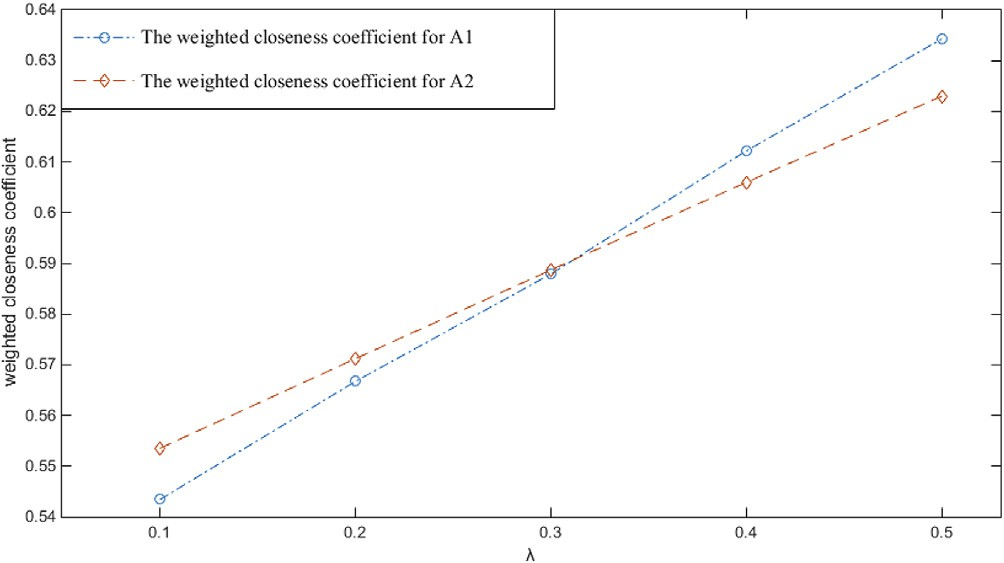 The weighted closeness coefficient for A1
The weighted closeness coefficient for A2
weighted closeness coefficient
0.64
0.63
0.62
0.61
0.6
0.59
0.58
0.57
0.56
0.55
0.54
0.1 0.2 0.3 0.4 0.5
λ